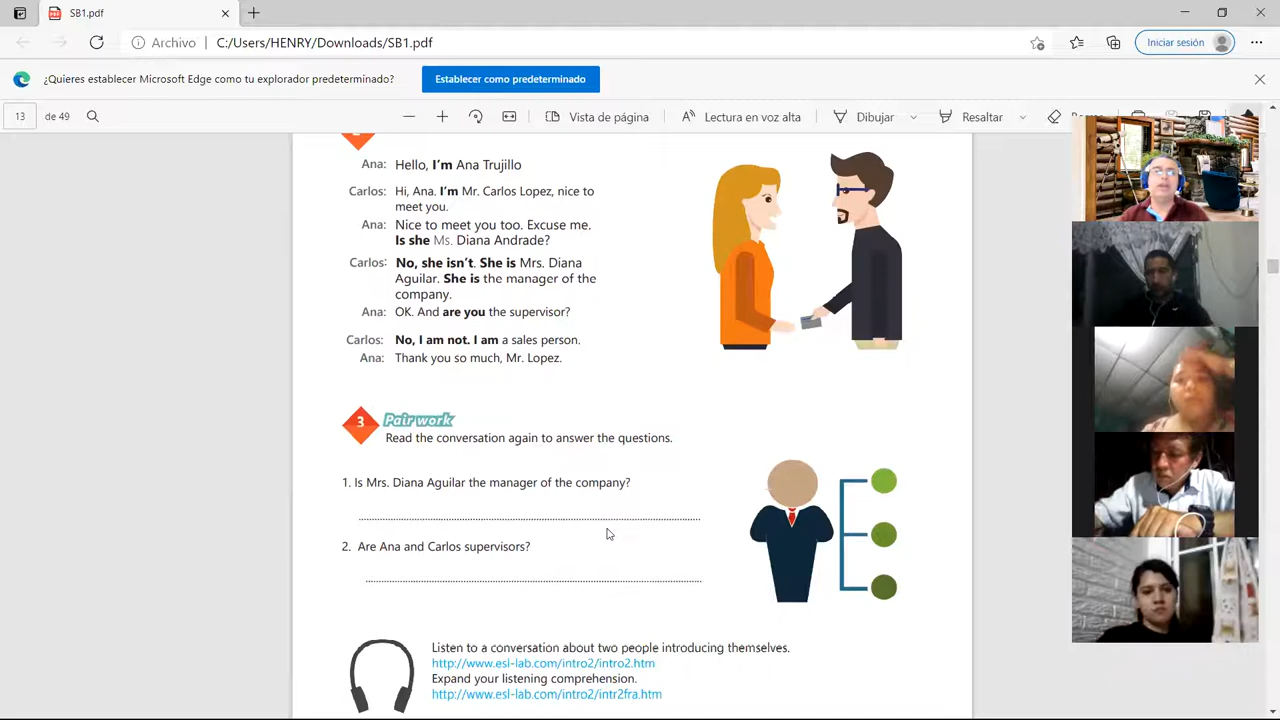 SB1.pdf
Archivo
C:/Users/HENRY/Downloads/SB1.pdf
Iniciar sesión
¿Quieres establecer Microsoft Edge como tu explorador predeterminado?
Establecer como predeterminado
13
de 49
Vista de página
Lectura en voz alta
Dibujar
Resaltar
Ana: Hello, I'm Ana Trujillo
Carlos: Hi, Ana. I'm Mr. Carlos Lopez, nice to
meet you.
Ana: Nice to meet you too. Excuse me.
Is she Ms. Diana Andrade?
Carlos: No, she isn't. She is Mrs. Diana
Aguilar. She is the manager of the
company.
Ana: OK. And are you the supervisor?
Carlos: No, I am not. I am a sales person.
Ana: Thank you so much, Mr. Lopez.
3 Pair work
Read the conversation again to answer the questions.
1. Is Mrs. Diana Aguilar the manager of the company?
2. Are Ana and Carlos supervisors?
Listen to a conversation about two people introducing themselves.
http://www.esl-lab.com/intro2/intro2.htm
Expand your listening comprehension.
http://www.esl-lab.com/intro2/intr2fra.htm